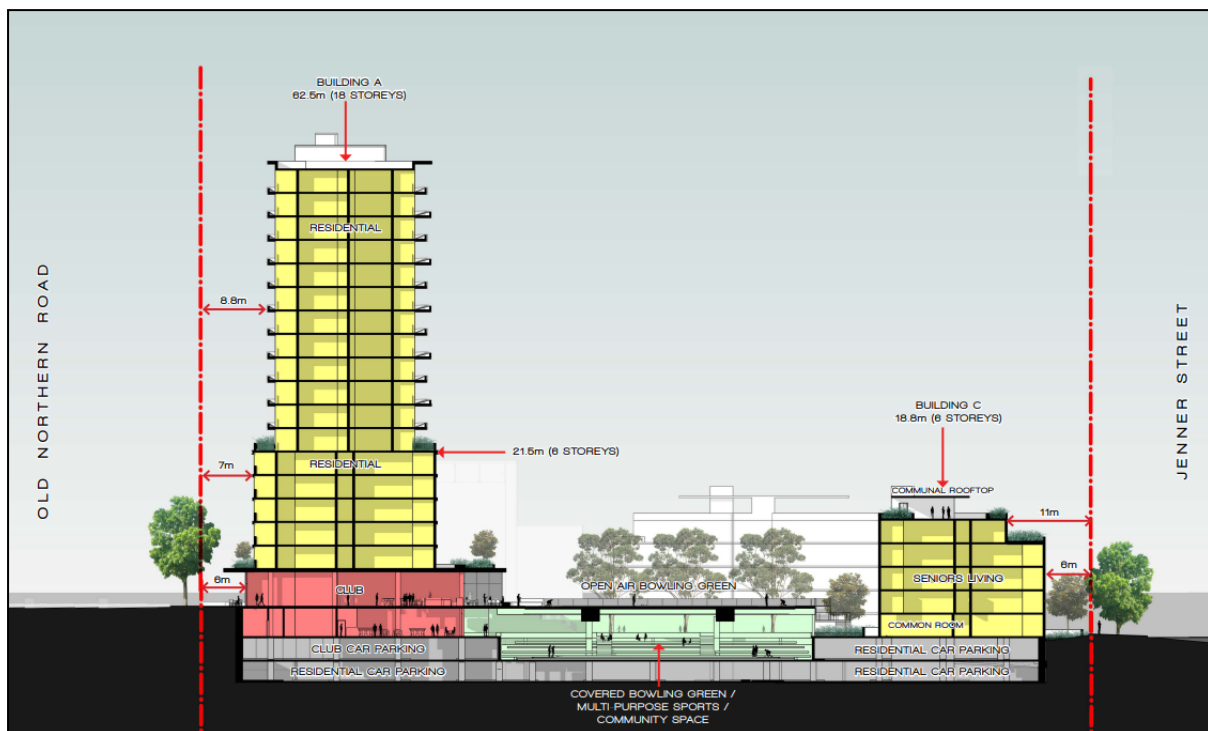 BUILDING A
62.5m (18 STOREYS)
RESIDENTIAL
OLD NORTHERN ROAD
8.8m
JENNER STREET
BUILDING C
18.8m (6 STOREYS)
21.5m (6 STOREYS)
RESIDENTIAL
7m
COMMUNAL ROOFTOP
11m
6m
CLUB
OPEN AIR BOWLING GREEN
SENIORS LIVING
6m
COMMON ROOM
CLUB CAR PARKING
RESIDENTIAL CAR PARKING
RESIDENTIAL CAR PARKING
RESIDENTIAL CAR PARKING
COVERED BOWLING GREEN /
MULTI-PURPOSE SPORTS /
COMMUNITY SPACE